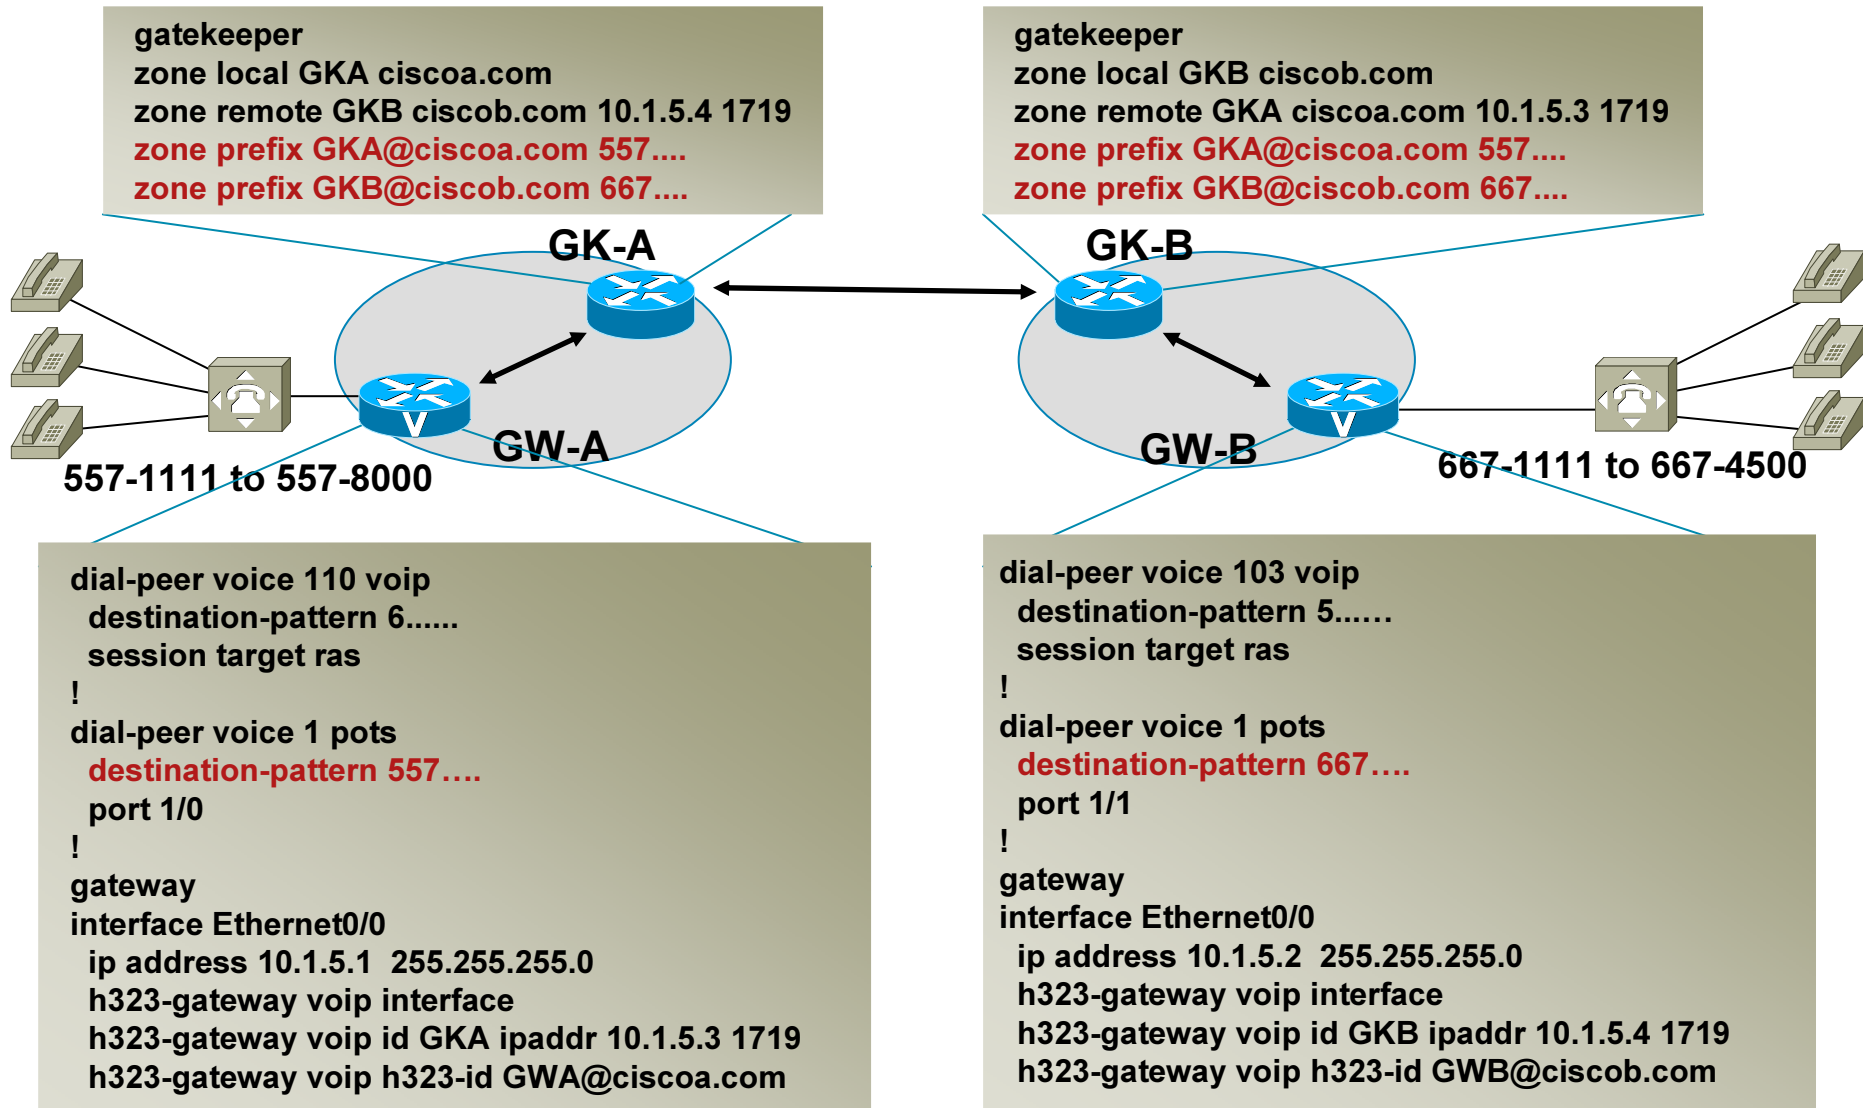 gatekeeper
zone local GKA ciscoa.com
zone remote GKB ciscob.com 10.1.5.4 1719
zone prefix GKA@ciscoa.com 557....
zone prefix GKB@ciscob.com 667....
gatekeeper
zone local GKB ciscob.com
zone remote GKA ciscoa.com 10.1.5.3 1719
zone prefix GKA@ciscoa.com 557....
zone prefix GKB@ciscob.com 667....
GK-A
GK-B
V
V
GW-A
GW-B
557-1111 to 557-8000
667-1111 to 667-4500
dial-peer voice 110 voip
destination-pattern 6......
session target ras
!
dial-peer voice 1 pots
destination-pattern 557….
port 1/0
!
gateway
interface Ethernet0/0
ip address 10.1.5.1  255.255.255.0
h323-gateway voip interface
h323-gateway voip id GKA ipaddr 10.1.5.3 1719
h323-gateway voip h323-id GWA@ciscoa.com
dial-peer voice 103 voip
destination-pattern 5...…
session target ras
!
dial-peer voice 1 pots
destination-pattern 667….
port 1/1
!
gateway
interface Ethernet0/0
ip address 10.1.5.2  255.255.255.0
h323-gateway voip interface
h323-gateway voip id GKB ipaddr 10.1.5.4 1719
h323-gateway voip h323-id GWB@ciscob.com